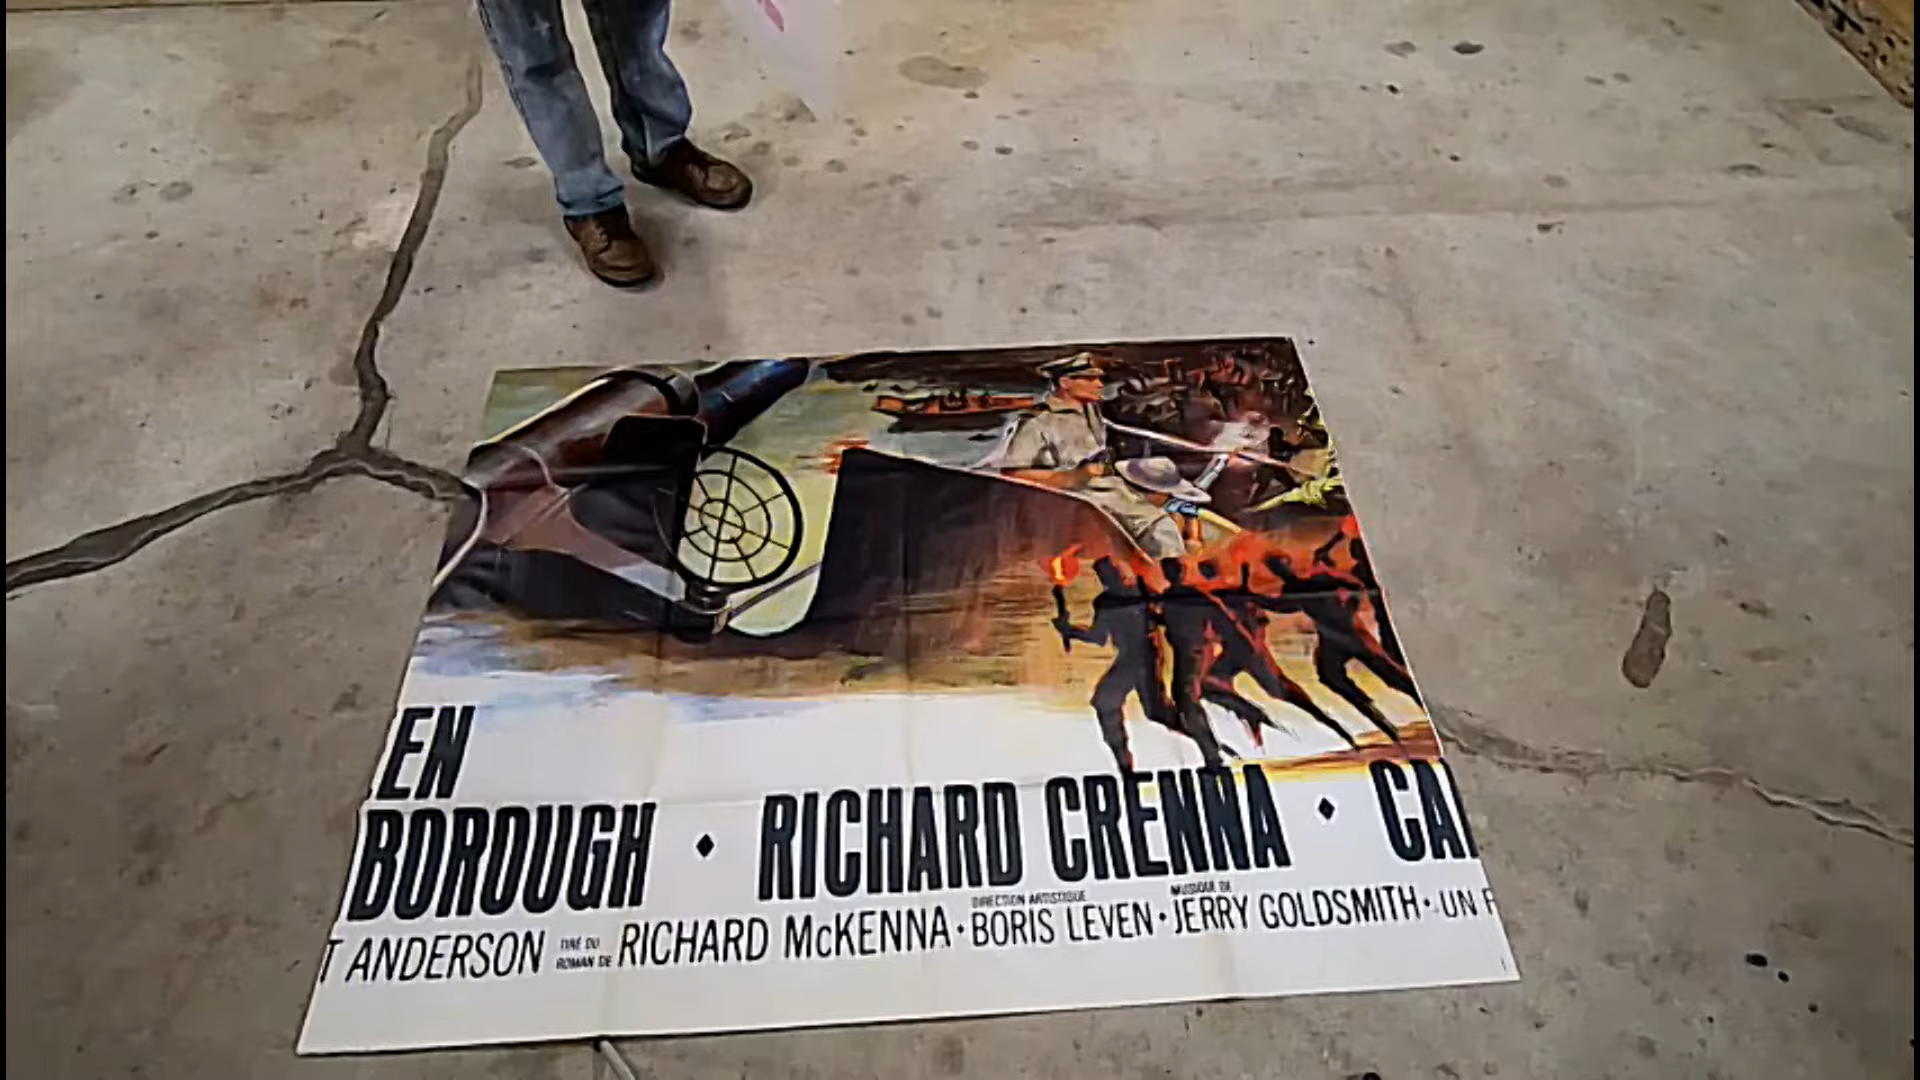 EN
BOROUGH • RICHARD CRENNA • CA
T ANDERSON TIRÉ DU ROMAN DE RICHARD McKENNA • DIRECTION ARTISTIQUE BORIS LEVEN • MUSIQUE DE JERRY GOLDSMITH • UN